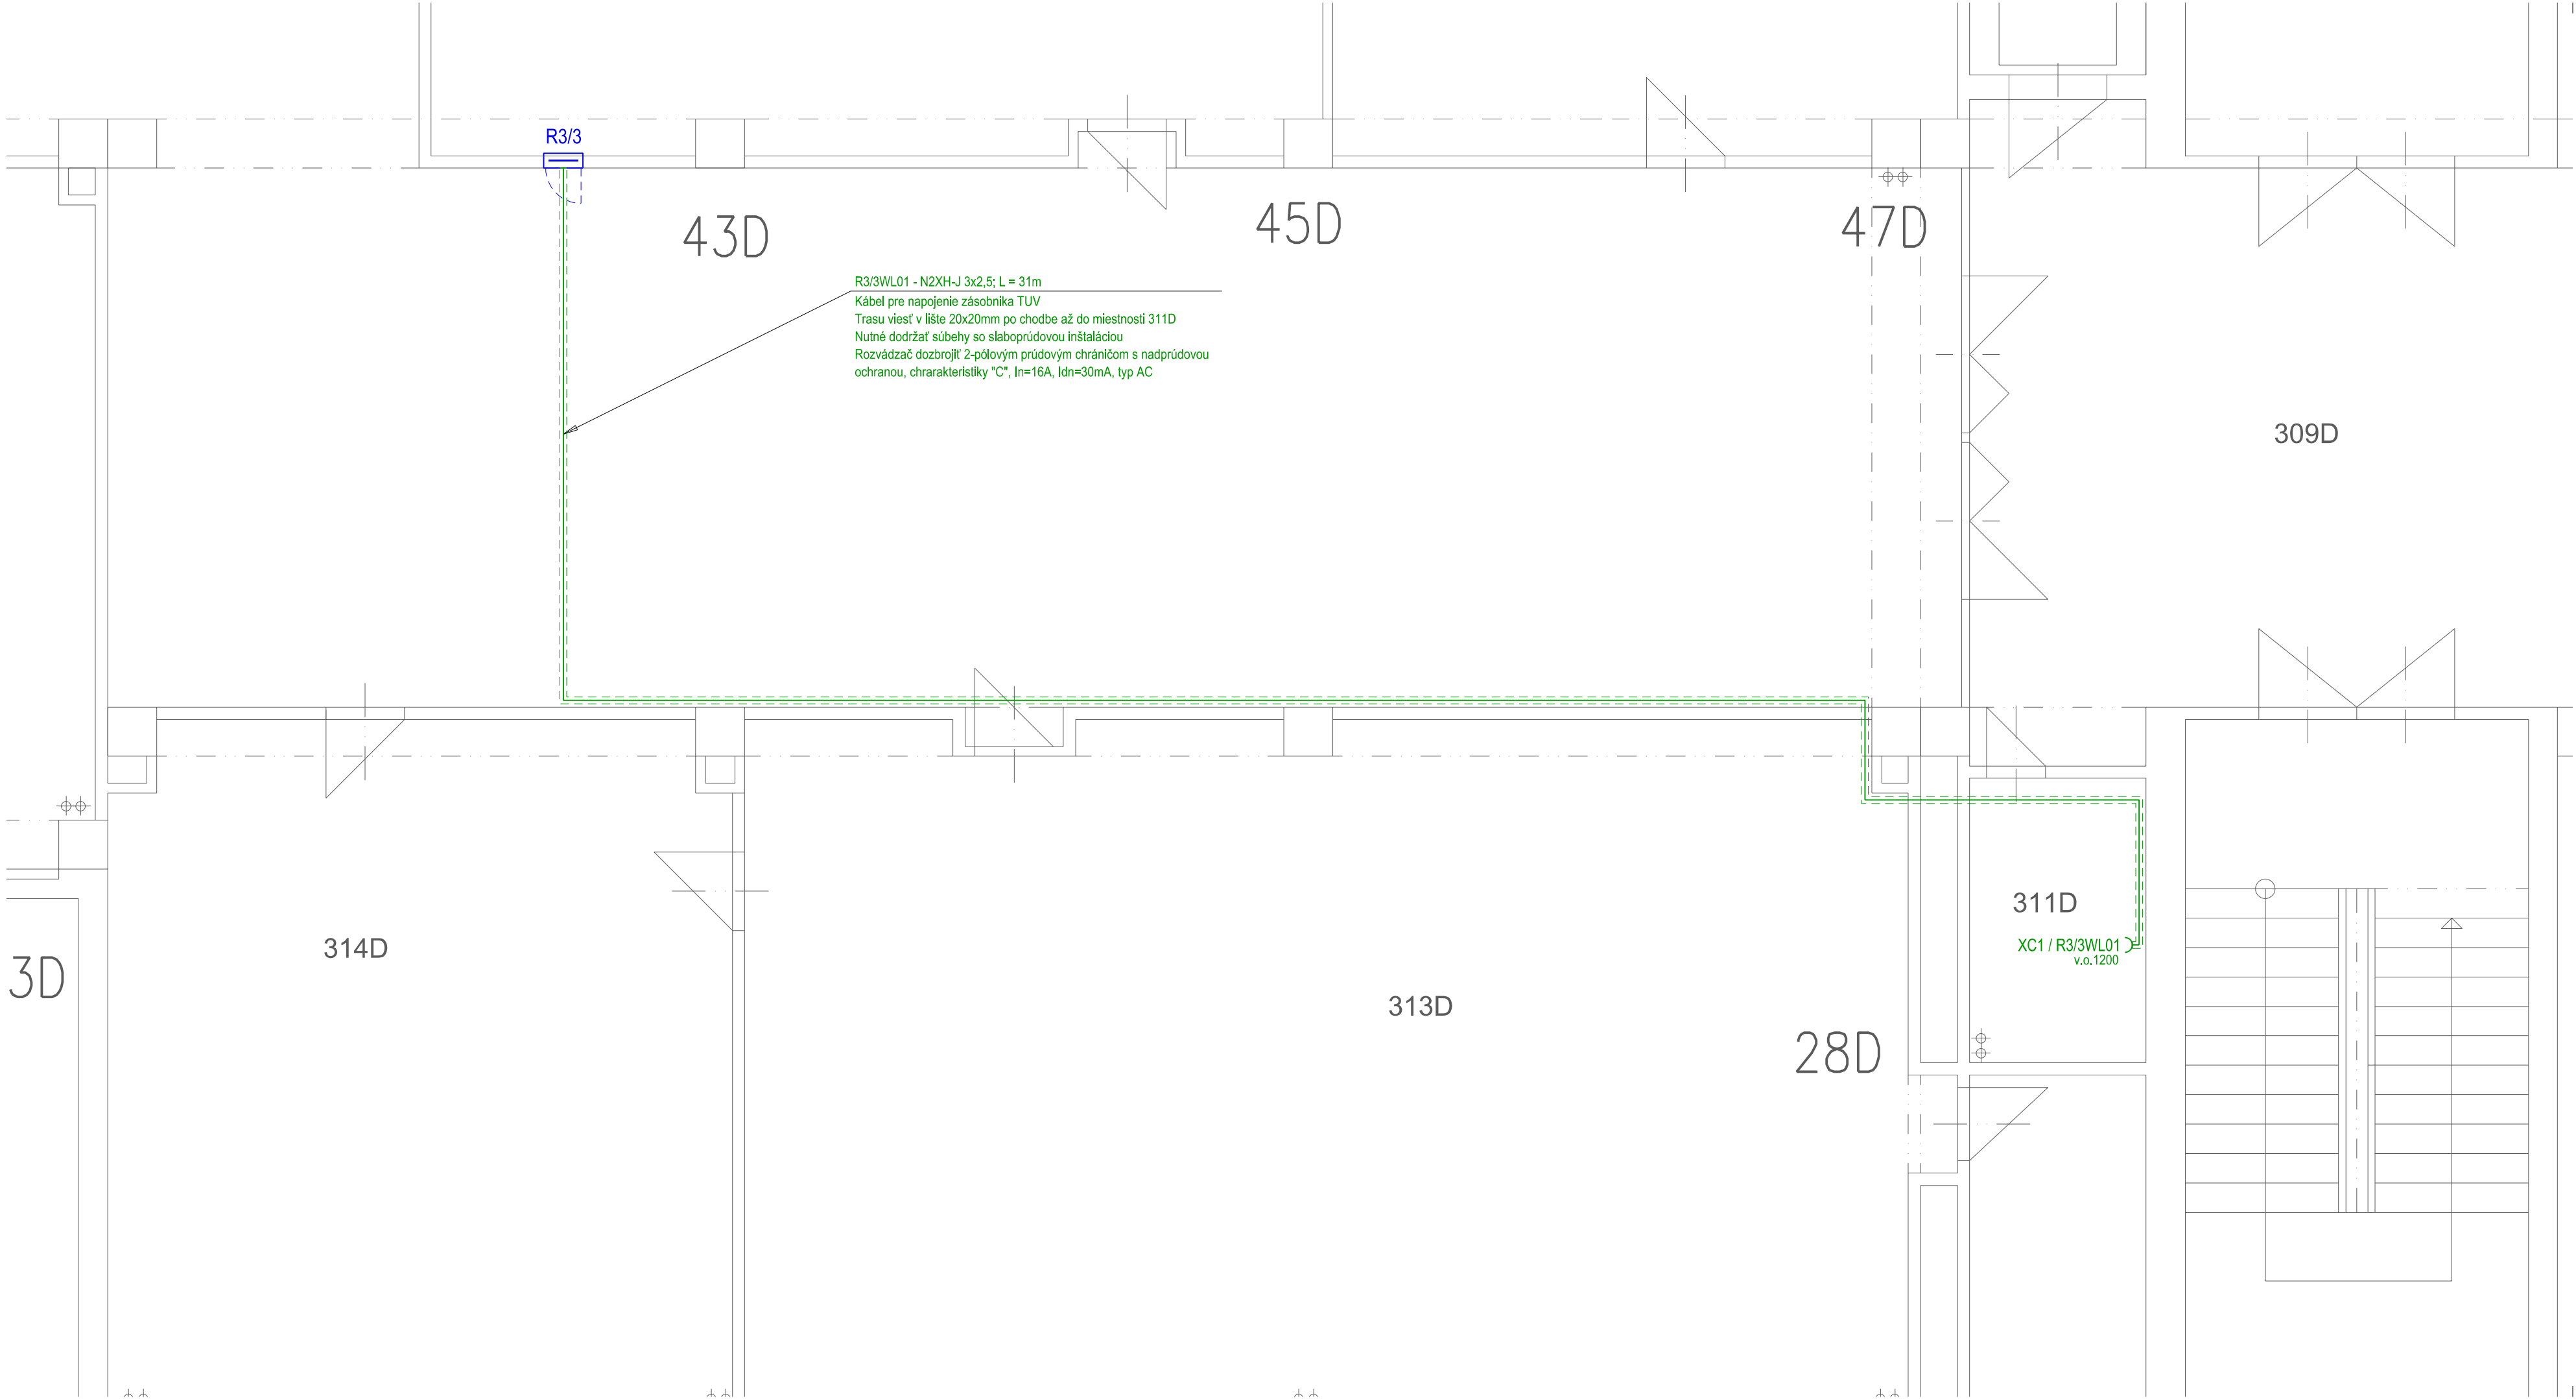 R3/3
43D
45D
47D
R3/3WL01 - N2XH-J 3x2,5; L = 31m
Kábel pre napojenie zásobnika TUV
Trasu viesť v lište 20x20mm po chodbe až do miestnosti 311D
Nutné dodržať súbehy so slaboprúdovou inštaláciou
Rozvádzač dozbrojiť 2-pólovým prúdovým chráničom s nadprúdovou
ochranou, chrarakteristiky "C", In=16A, Idn=30mA, typ AC
309D
311D
XC1 / R3/3WL01
v.o.1200
314D
3D
313D
28D